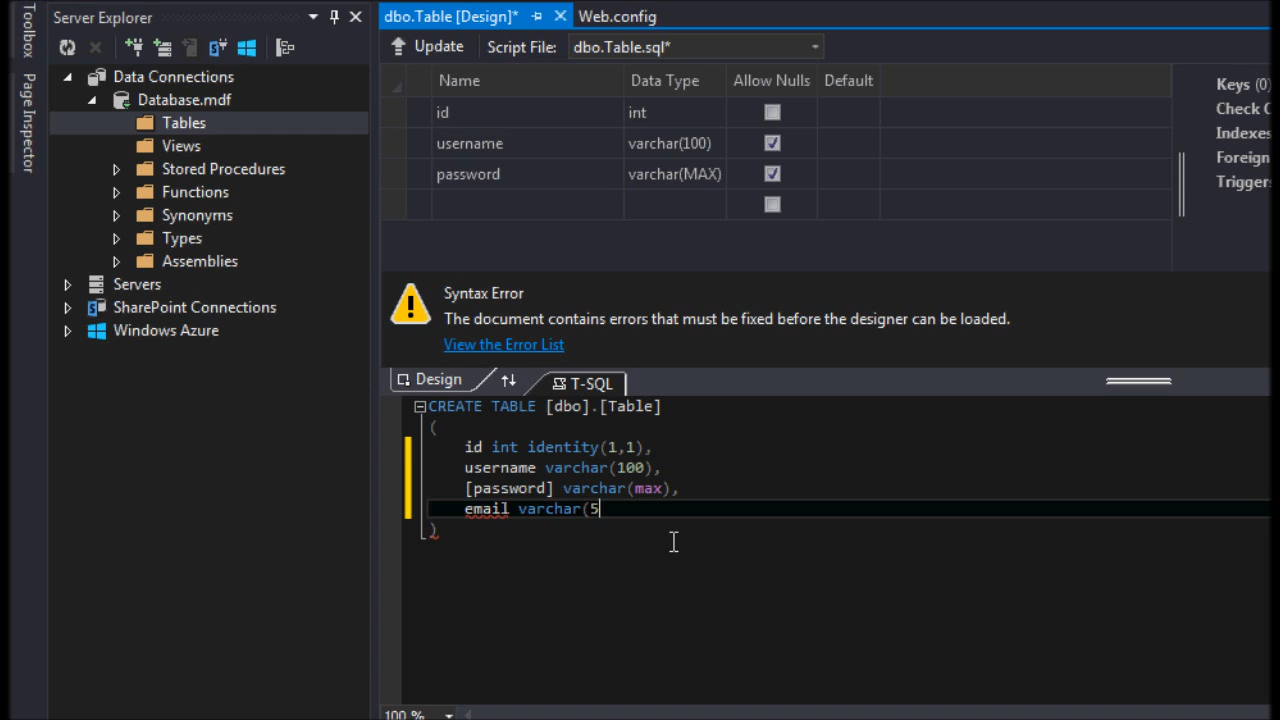 Toolbox
Page Inspector
Server Explorer
Data Connections
Database.mdf
Tables
Views
Stored Procedures
Functions
Synonyms
Types
Assemblies
Servers
SharePoint Connections
Windows Azure
dbo.Table [Design]* Web.config
Update Script File: dbo.Table.sql*
Name Data Type Allow Nulls Default
id int
username varchar(100)
password varchar(MAX)
Keys (0)
Check C
Indexes
Foreign
Triggers
Syntax Error
The document contains errors that must be fixed before the designer can be loaded.
View the Error List
Design T-SQL
CREATE TABLE [dbo].[Table]
(
id int identity(1,1),
username varchar(100),
[password] varchar(max),
email varchar(5
)
100 %